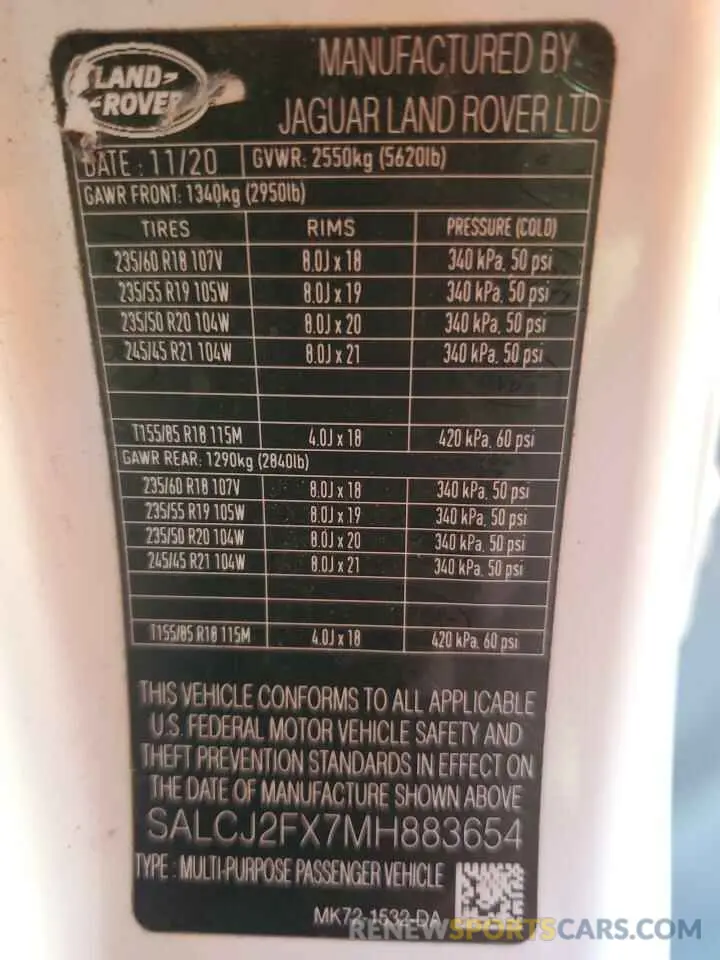 LAND-
-ROVER
MANUFACTURED BY
JAGUAR LAND ROVER LTD
DATE : 11/20 GVWR: 2550kg (5620lb)
GAWR FRONT: 1340kg (2950lb)
TIRES RIMS PRESSURE (COLD)
235/60 R18 107V 8.0J x 18 340 kPa, 50 psi
235/55 R19 105W 8.0J x 19 340 kPa, 50 psi
235/50 R20 104W 8.0J x 20 340 kPa, 50 psi
245/45 R21 104W 8.0J x 21 340 kPa, 50 psi
T155/85 R18 115M 4.0J x 18 420 kPa, 60 psi
GAWR REAR: 1290kg (2840lb)
235/60 R18 107V 8.0J x 18 340 kPa, 50 psi
235/55 R19 105W 8.0J x 19 340 kPa, 50 psi
235/50 R20 104W 8.0J x 20 340 kPa, 50 psi
245/45 R21 104W 8.0J x 21 340 kPa, 50 psi
T155/85 R18 115M 4.0J x 18 420 kPa, 60 psi
THIS VEHICLE CONFORMS TO ALL APPLICABLE
U.S. FEDERAL MOTOR VEHICLE SAFETY AND
THEFT PREVENTION STANDARDS IN EFFECT ON
THE DATE OF MANUFACTURE SHOWN ABOVE
SALCJ2FX7MH883654
TYPE : MULTI-PURPOSE PASSENGER VEHICLE
MK72-1532-DA
RENEWSPORTSCARS.COM